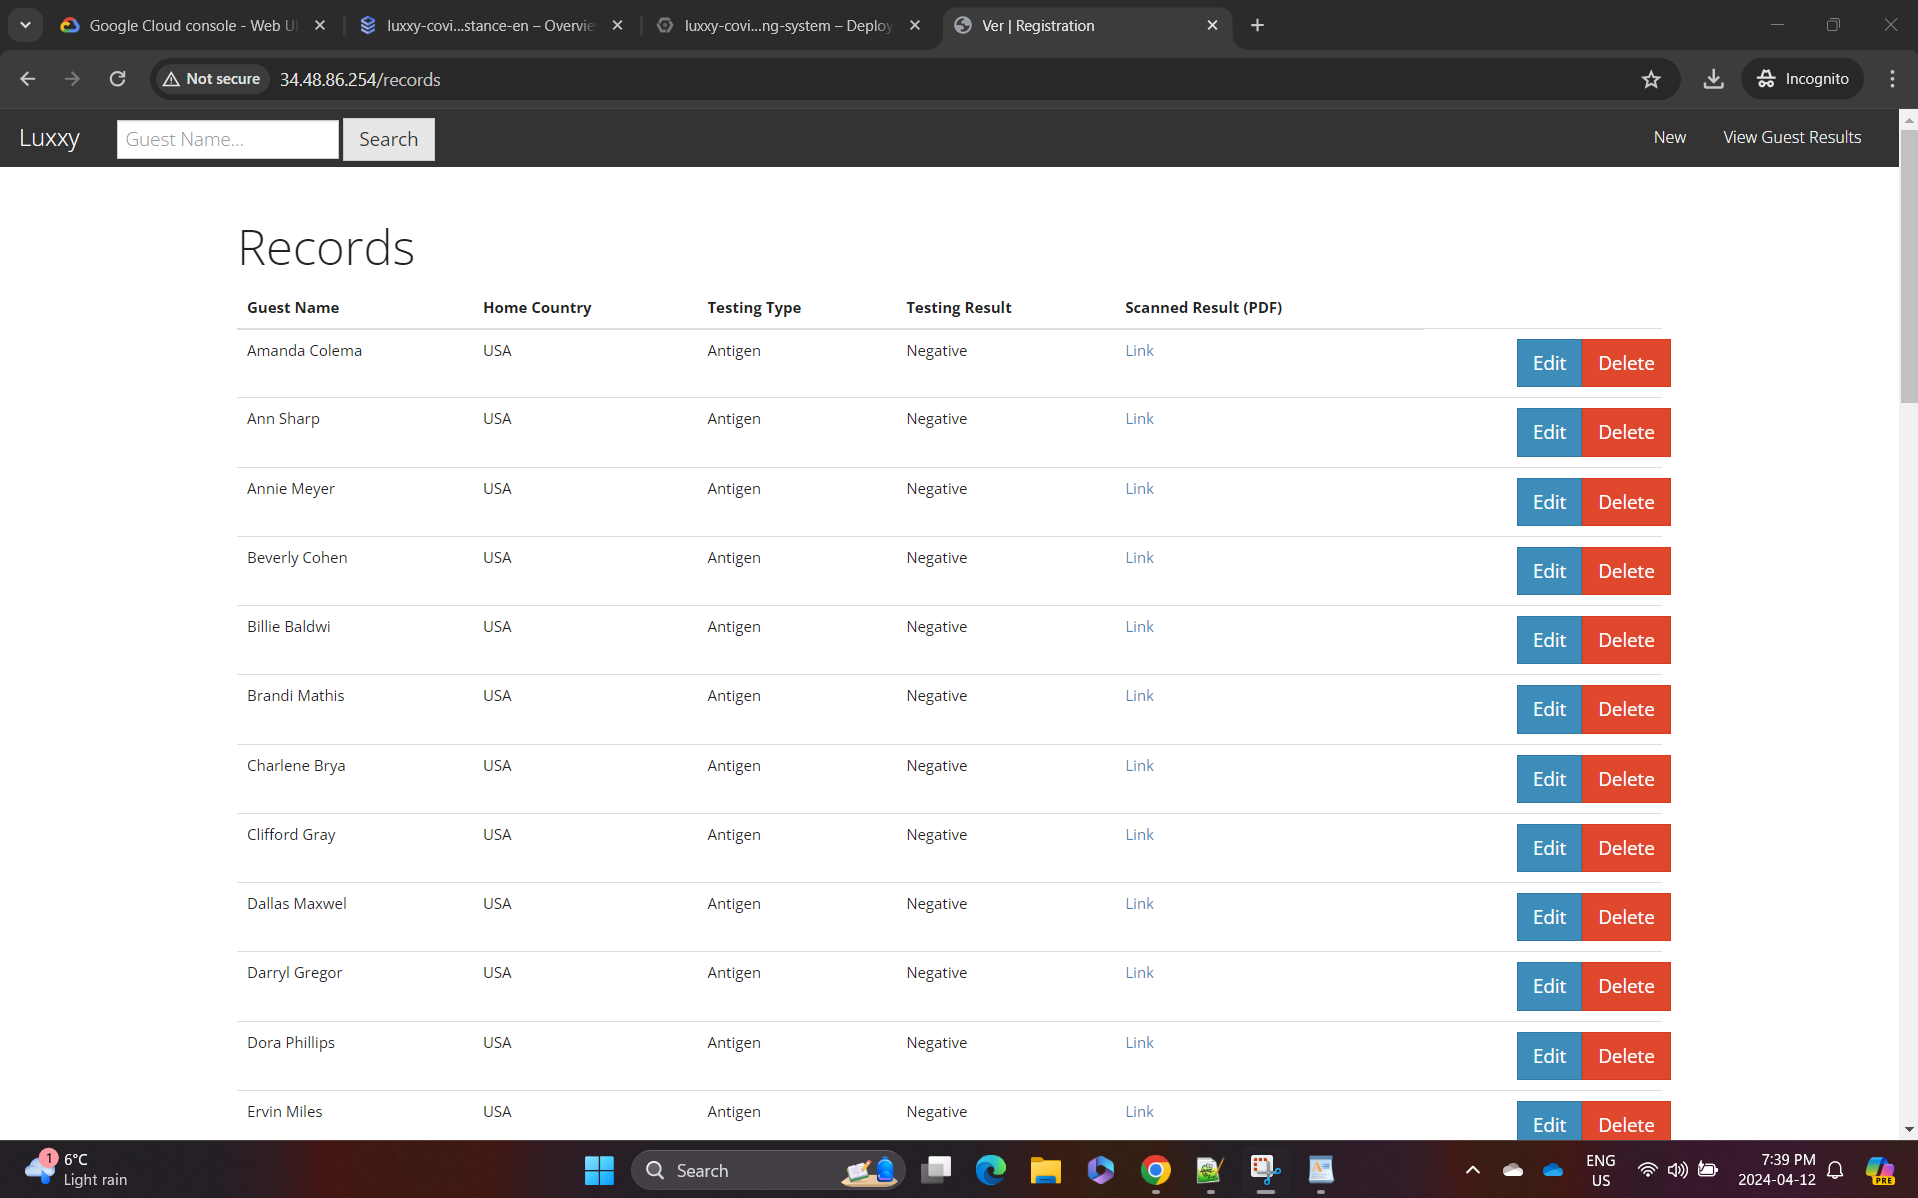 Google Cloud console - Web UI
luxxy-covi...stance-en – Overvie
luxxy-covi...ng-system – Deploy
Ver | Registration
Not secure
34.48.86.254/records
Incognito
Luxxy
Guest Name...
Search
New
View Guest Results
Records
Guest Name Home Country Testing Type Testing Result Scanned Result (PDF)
Amanda Colema USA Antigen Negative Link Edit Delete
Ann Sharp USA Antigen Negative Link Edit Delete
Annie Meyer USA Antigen Negative Link Edit Delete
Beverly Cohen USA Antigen Negative Link Edit Delete
Billie Baldwi USA Antigen Negative Link Edit Delete
Brandi Mathis USA Antigen Negative Link Edit Delete
Charlene Brya USA Antigen Negative Link Edit Delete
Clifford Gray USA Antigen Negative Link Edit Delete
Dallas Maxwel USA Antigen Negative Link Edit Delete
Darryl Gregor USA Antigen Negative Link Edit Delete
Dora Phillips USA Antigen Negative Link Edit Delete
Ervin Miles USA Antigen Negative Link Edit Delete
1
6°C
Light rain
Search
ENG
US
7:39 PM
2024-04-12
PRE